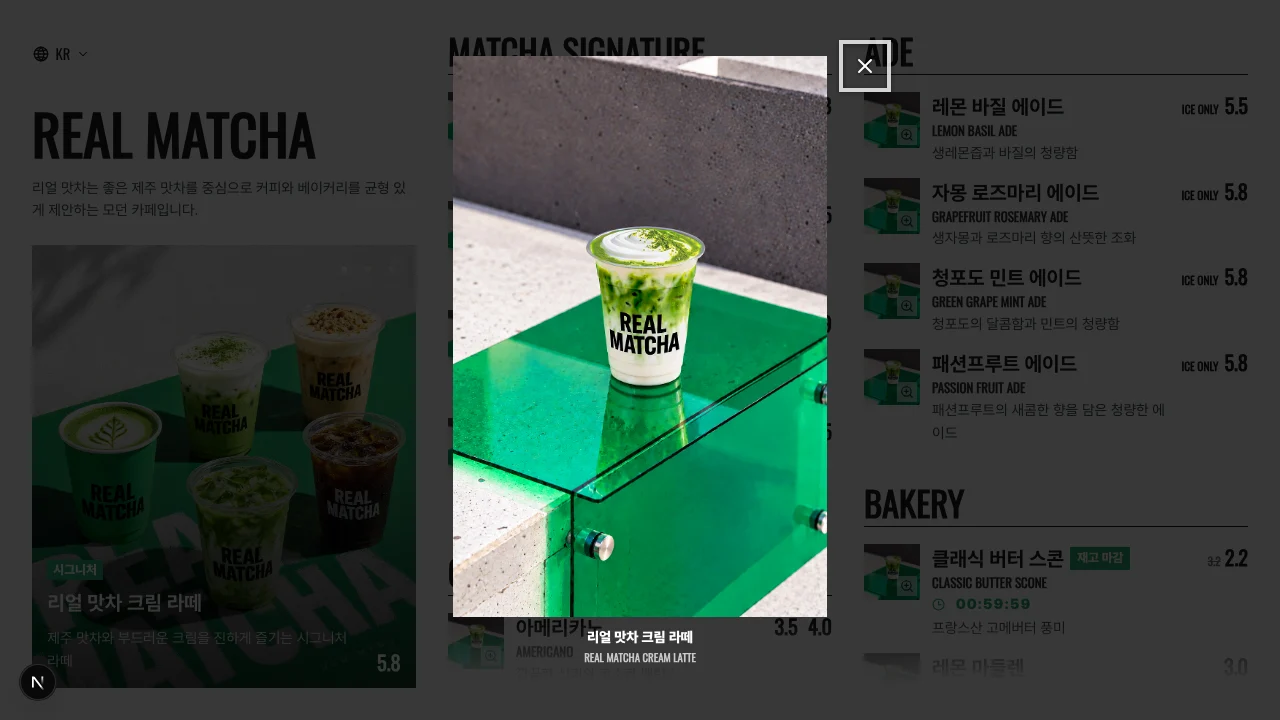 KR
REAL MATCHA
리얼 맛차는 좋은 제주 맛차를 중심으로 커피와 베이커리를 균형 있
게 제안하는 모던 카페입니다.
REAL
MATCHA
REAL
MATCHA
REAL
MATCHA
REAL
MATCHA
REAL
MATCHA
시그니처
리얼 맛차 크림 라떼
제주 맛차와 부드러운 크림을 진하게 즐기는 시그니처
라떼
5.8
N
MATCHA SIGNATURE
REAL
MATCHA
아메리카노
3.5 4.0
AMERICANO
리얼 맛차 크림 라떼
REAL MATCHA CREAM LATTE
ADE
레몬 바질 에이드
ICE ONLY 5.5
LEMON BASIL ADE
생레몬즙과 바질의 청량함
자몽 로즈마리 에이드
ICE ONLY 5.8
GRAPEFRUIT ROSEMARY ADE
생자몽과 로즈마리 향의 산뜻한 조화
청포도 민트 에이드
ICE ONLY 5.8
GREEN GRAPE MINT ADE
청포도의 달콤함과 민트의 청량함
패션프루트 에이드
ICE ONLY 5.8
PASSION FRUIT ADE
패션프루트의 새콤한 향을 담은 청량한 에
이드
BAKERY
클래식 버터 스콘 재고 마감
3.2 2.2
CLASSIC BUTTER SCONE
00:59:59
프랑스산 고메버터 풍미
레몬 마들렌
3.0